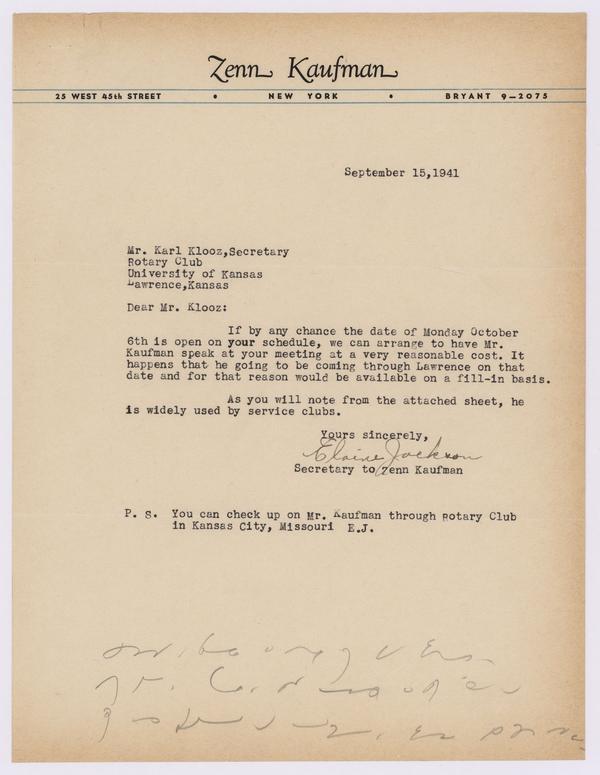 Zenn Kaufman
25 WEST 45th STREET • NEW YORK • BRYANT 9—2075
September 15,1941
Mr. Karl Klooz,Secretary
Rotary Club
University of Kansas
Lawrence,Kansas
Dear Mr. Klooz:
If by any chance the date of Monday October
6th is open on your schedule, we can arrange to have Mr.
Kaufman speak at your meeting at a very reasonable cost. It
happens that he going to be coming through Lawrence on that
date and for that reason would be available on a fill-in basis.
As you will note from the attached sheet, he
is widely used by service clubs.
Yours sincerely,
Elaine Jackson
Secretary to Zenn Kaufman
P. S. You can check up on Mr. Kaufman through Rotary Club
in Kansas City, Missouri E.J.